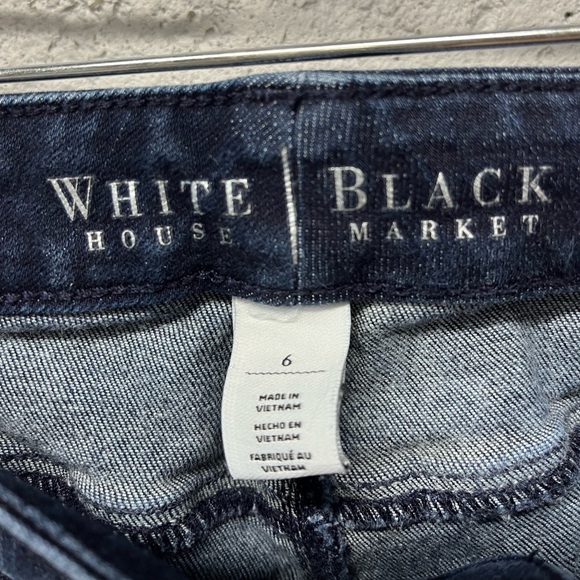 WHITE | BLACK
HOUSE MARKET
6
MADE IN
VIETNAM
HECHO EN
VIETNAM
FABRIQUÉ AU
VIETNAM